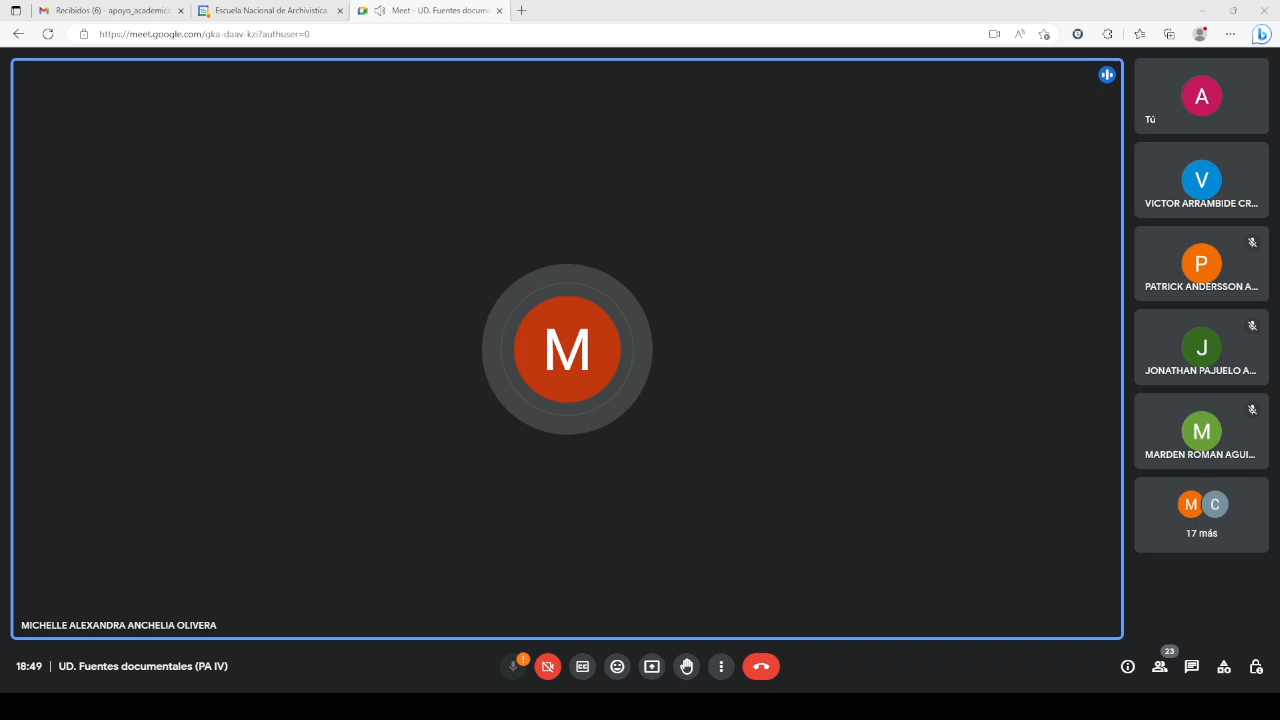 Recibidos (6) - apoyo_academic
Escuela Nacional de Archivística
Meet - UD. Fuentes docume
https://meet.google.com/gka-daav-kzi?authuser=0
A
Tú
V
VICTOR ARRAMBIDE CR...
P
PATRICK ANDERSSON A...
J
JONATHAN PAJUELO A...
M
MARDEN ROMAN AGUI...
M C
17 más
M
MICHELLE ALEXANDRA ANCHELIA OLIVERA
18:49 | UD. Fuentes documentales (PA IV)
23